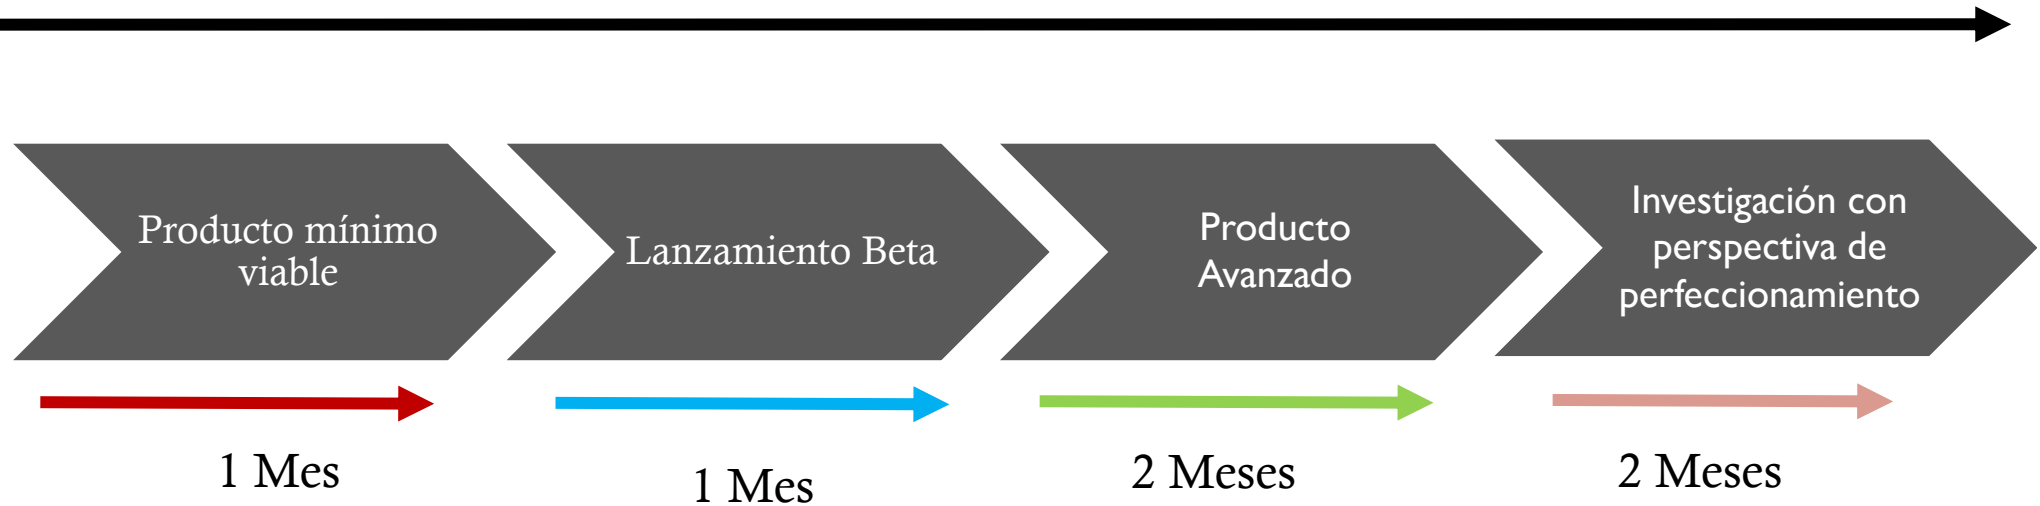 Producto mínimo
viable
Lanzamiento Beta
Producto
Avanzado
Investigación con
perspectiva de
perfeccionamiento
1 Mes
1 Mes
2 Meses
2 Meses